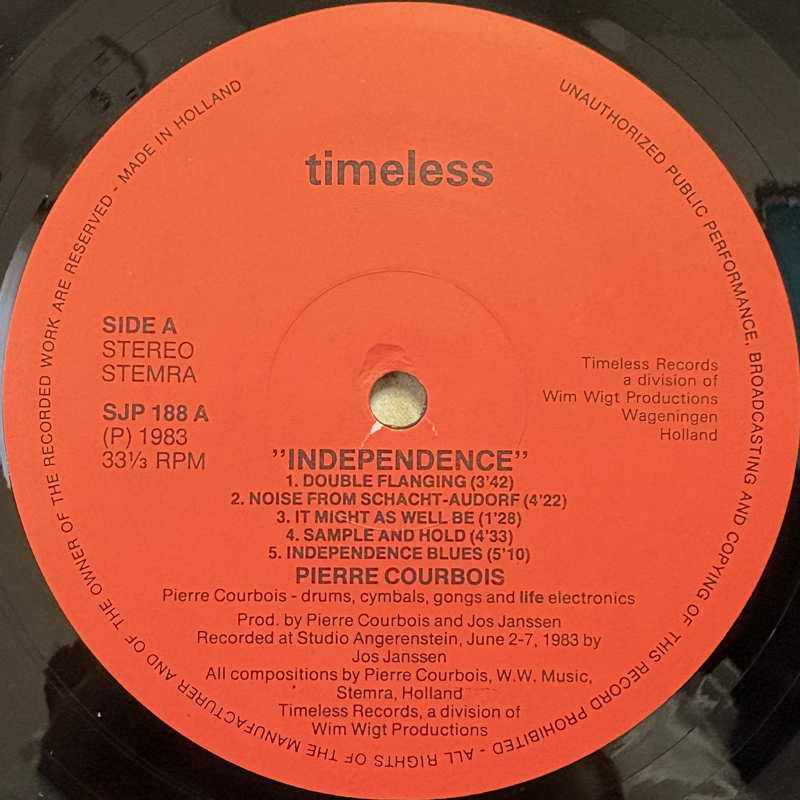 timeless
SIDE A
STEREO
STEMRA
SJP 188 A
(P) 1983
33⅓ RPM
Timeless Records
a division of
Wim Wigt Productions
Wageningen
Holland
"INDEPENDENCE"
1. DOUBLE FLANGING (3'42)
2. NOISE FROM SCHACHT-AUDORF (4'22)
3. IT MIGHT AS WELL BE (1'28)
4. SAMPLE AND HOLD (4'33)
5. INDEPENDENCE BLUES (5'10)
PIERRE COURBOIS
Pierre Courbois - drums, cymbals, gongs and life electronics
Prod. by Pierre Courbois and Jos Janssen
Recorded at Studio Angerenstein, June 2-7, 1983 by
Jos Janssen
All compositions by Pierre Courbois, W.W. Music,
Stemra, Holland
Timeless Records, a division of
Wim Wigt Productions
UNAUTHORIZED PUBLIC PERFORMANCE, BROADCASTING AND COPYING OF THIS RECORD PROHIBITED - ALL RIGHTS OF THE MANUFACTURER AND OF THE OWNER OF THE RECORDED WORK ARE RESERVED - MADE IN HOLLAND